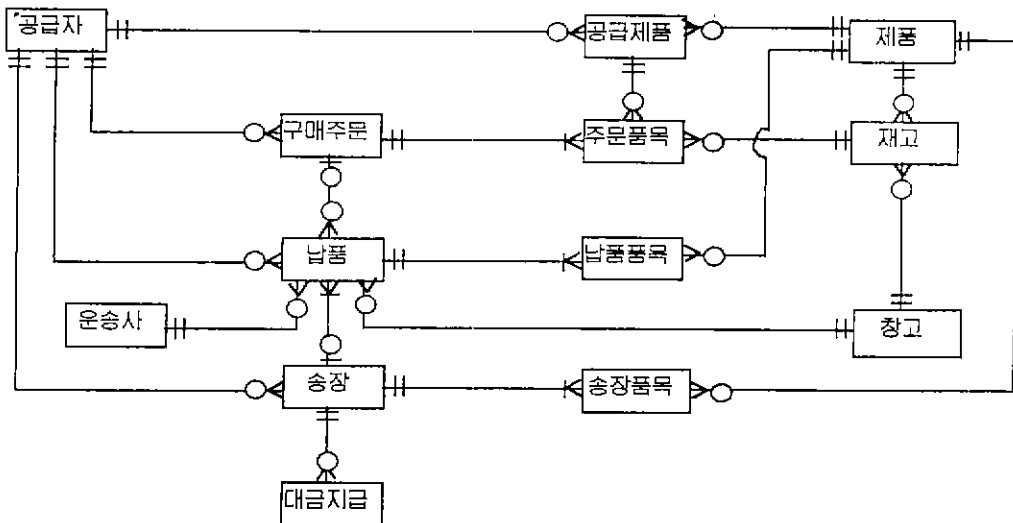 공급자
공급제품
제품
구매주문
주문품목
재고
납품
납품품목
운송사
창고
송장
송장품목
대금지급